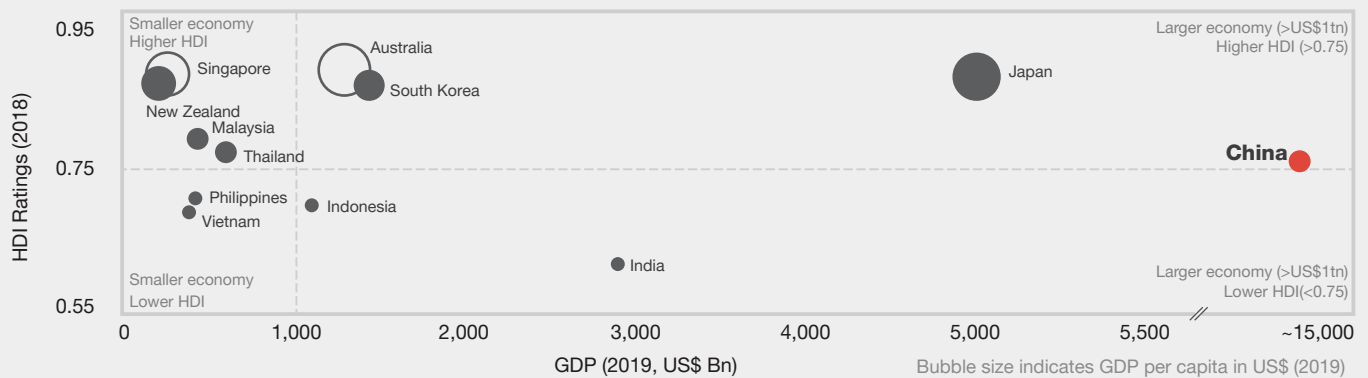 0.95
Smaller economy
Higher HDI
Larger economy (>US$1tn)
Higher HDI (>0.75)
Australia
Singapore
Japan
South Korea
New Zealand
Malaysia
China
Thailand
0.75
Philippines
Indonesia
Vietnam
India
Smaller economy
Lower HDI
Larger economy (>US$1tn)
Lower HDI(<0.75)
0.55
HDI Ratings (2018)
0 1,000 2,000 3,000 4,000 5,000 5,500 ~15,000
GDP (2019, US$ Bn)
Bubble size indicates GDP per capita in US$ (2019)